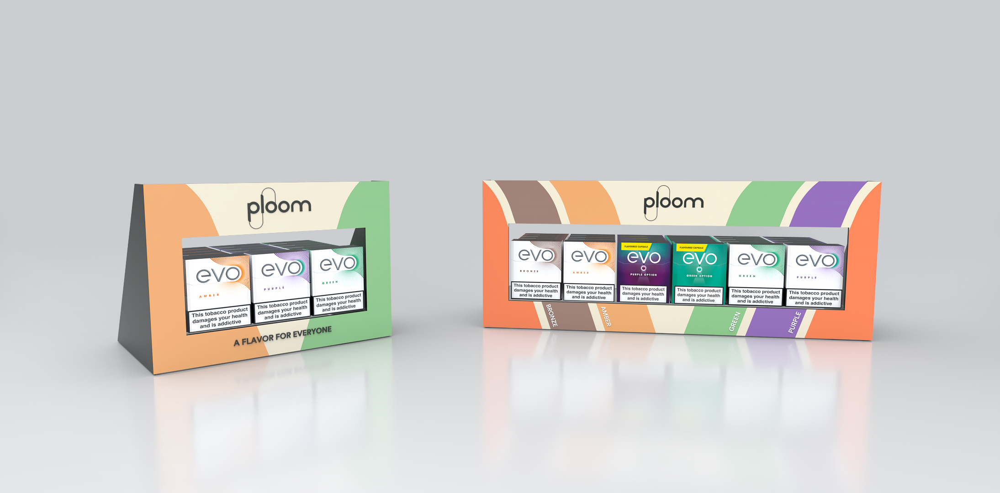 ploom
evo
AMBER
This tobacco product
damages your health
and is addictive
evo
PURPLE
This tobacco product
damages your health
and is addictive
evo
GREEN
This tobacco product
damages your health
and is addictive
A FLAVOR FOR EVERYONE
ploom
evo
BRONZE
This tobacco product
damages your health
and is addictive
evo
AMBER
This tobacco product
damages your health
and is addictive
FLAVOURED CAPSULE
evo
PURPLE OPTION
This tobacco product
damages your health
and is addictive
FLAVOURED CAPSULE
evo
GREEN OPTION
This tobacco product
damages your health
and is addictive
evo
GREEN
This tobacco product
damages your health
and is addictive
evo
PURPLE
This tobacco product
damages your health
and is addictive
BRONZE
AMBER
GREEN
PURPLE